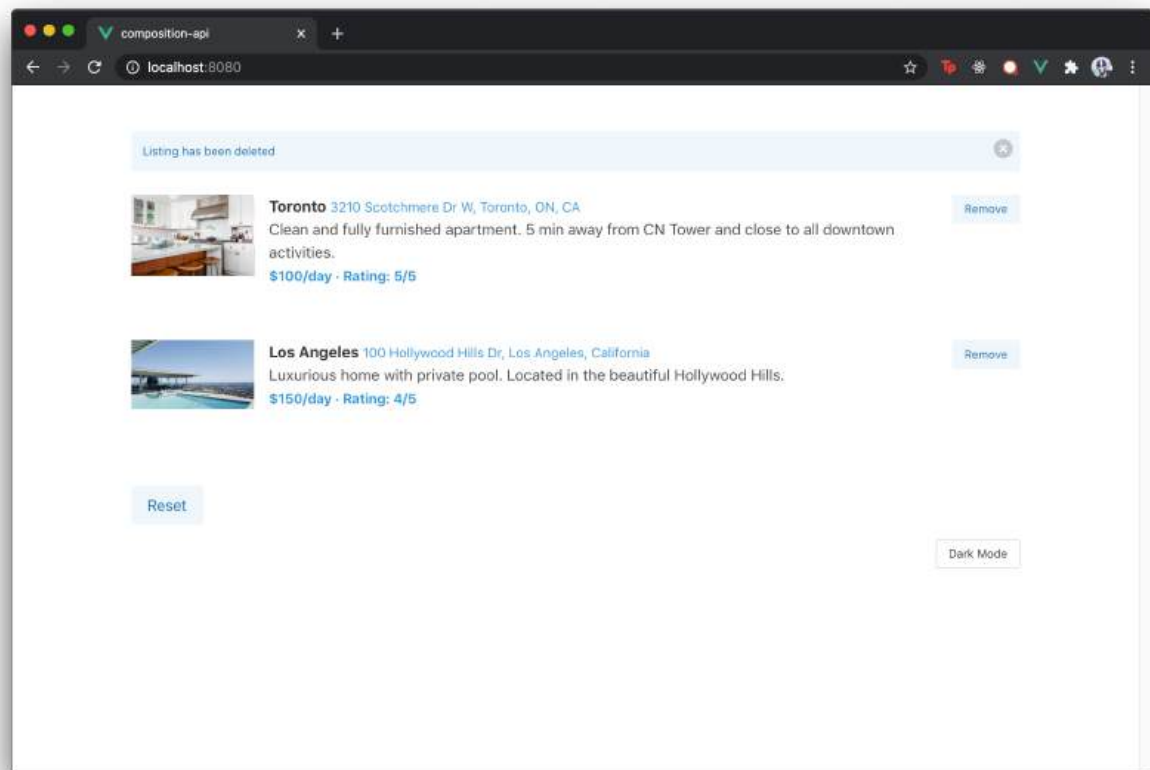 composition-api
localhost:8080
Tp
Listing has been deleted
Toronto 3210 Scotchmere Dr W, Toronto, ON, CA
Remove
Clean and fully furnished apartment. 5 min away from CN Tower and close to all downtown
activities.
$100/day · Rating: 5/5
Los Angeles 100 Hollywood Hills Dr, Los Angeles, California
Remove
Luxurious home with private pool. Located in the beautiful Hollywood Hills.
$150/day · Rating: 4/5
Reset
Dark Mode